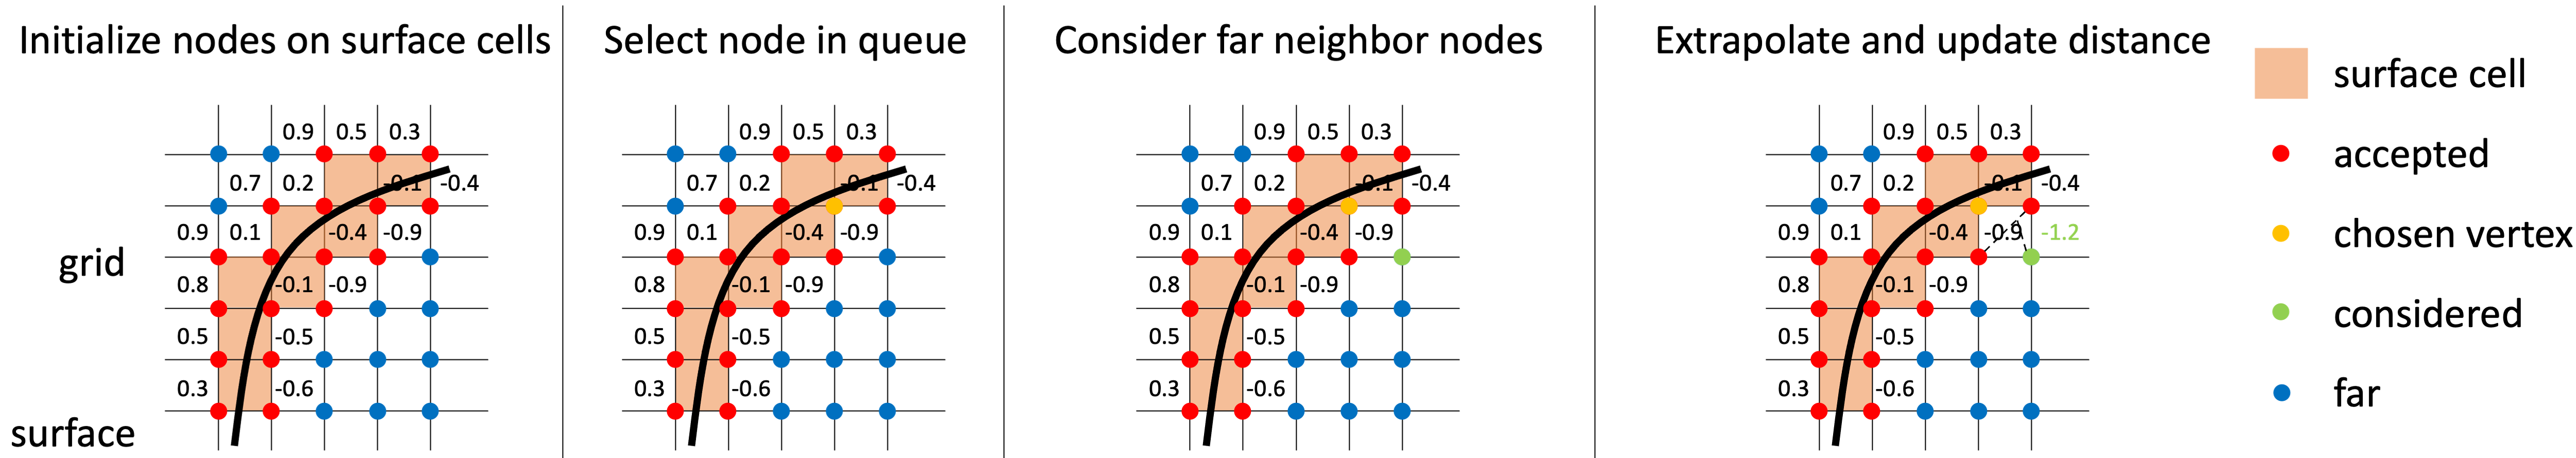 Initialize nodes on surface cells
0.9 0.5 0.3
0.7 0.2 -0.1 -0.4
0.9 0.1 -0.4 -0.9
grid
0.8 -0.1 -0.9
0.5 -0.5
0.3 -0.6
surface
Select node in queue
0.9 0.5 0.3
0.7 0.2 -0.1 -0.4
0.9 0.1 -0.4 -0.9
0.8 -0.1 -0.9
0.5 -0.5
0.3 -0.6
Consider far neighbor nodes
0.9 0.5 0.3
0.7 0.2 -0.1 -0.4
0.9 0.1 -0.4 -0.9
0.8 -0.1 -0.9
0.5 -0.5
0.3 -0.6
Extrapolate and update distance
0.9 0.5 0.3
0.7 0.2 -0.1 -0.4
0.9 0.1 -0.4 -0.9 -1.2
0.8 -0.1 -0.9
0.5 -0.5
0.3 -0.6
surface cell
accepted
chosen vertex
considered
far